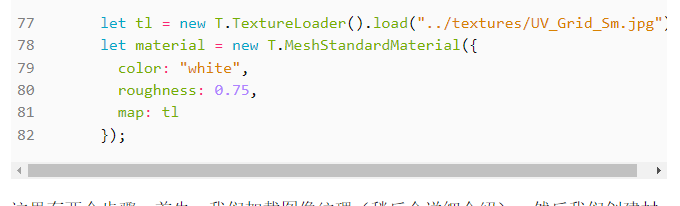 77 let tl = new T.TextureLoader().load("../textures/UV_Grid_Sm.jpg")
78 let material = new T.MeshStandardMaterial({
79 color: "white",
80 roughness: 0.75,
81 map: tl
82 });